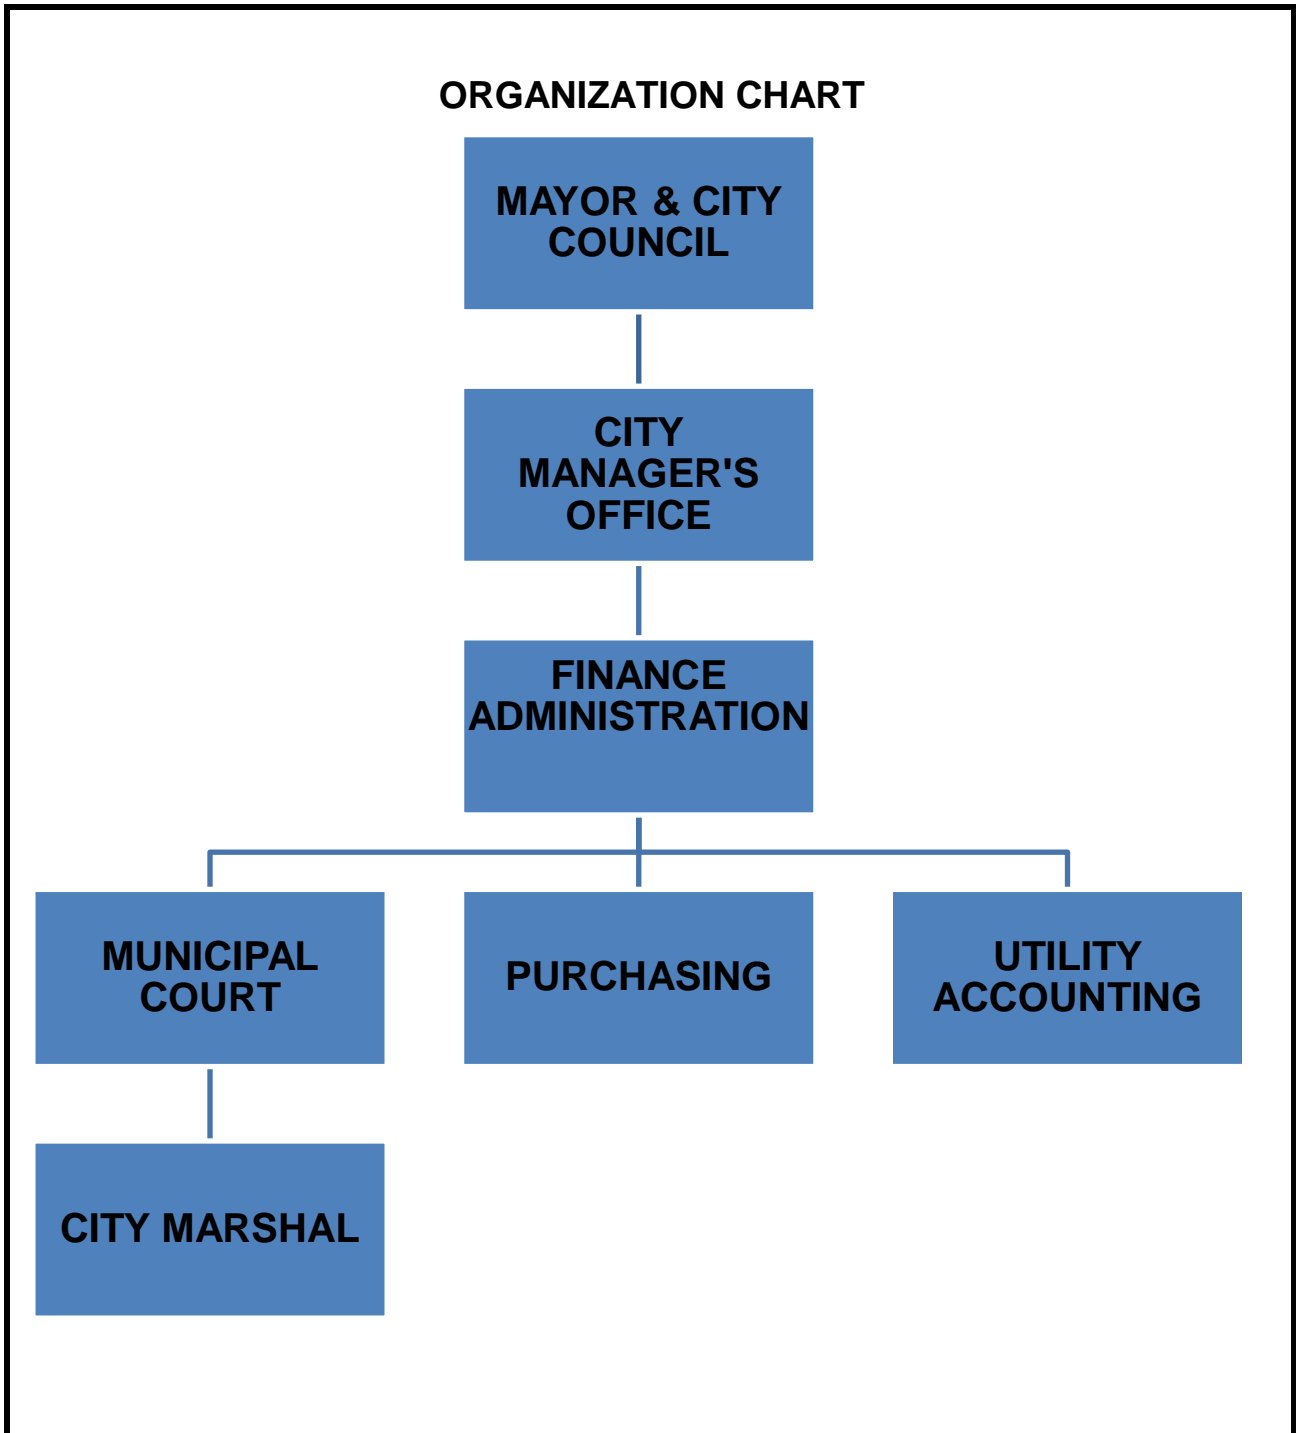 ORGANIZATION CHART
MAYOR & CITY
COUNCIL
CITY
MANAGER'S
OFFICE
FINANCE
ADMINISTRATION
MUNICIPAL
COURT
PURCHASING
UTILITY
ACCOUNTING
CITY MARSHAL